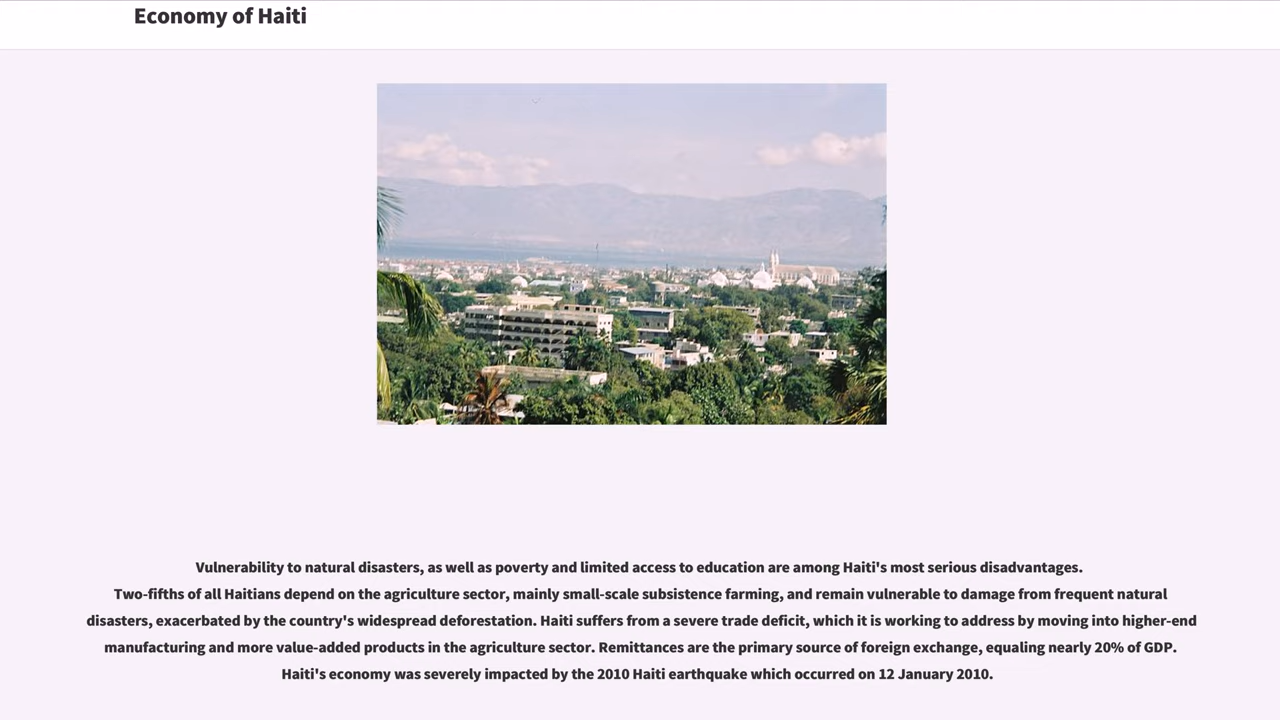 Economy of Haiti
Vulnerability to natural disasters, as well as poverty and limited access to education are among Haiti's most serious disadvantages.
Two-fifths of all Haitians depend on the agriculture sector, mainly small-scale subsistence farming, and remain vulnerable to damage from frequent natural
disasters, exacerbated by the country's widespread deforestation. Haiti suffers from a severe trade deficit, which it is working to address by moving into higher-end
manufacturing and more value-added products in the agriculture sector. Remittances are the primary source of foreign exchange, equaling nearly 20% of GDP.
Haiti's economy was severely impacted by the 2010 Haiti earthquake which occurred on 12 January 2010.